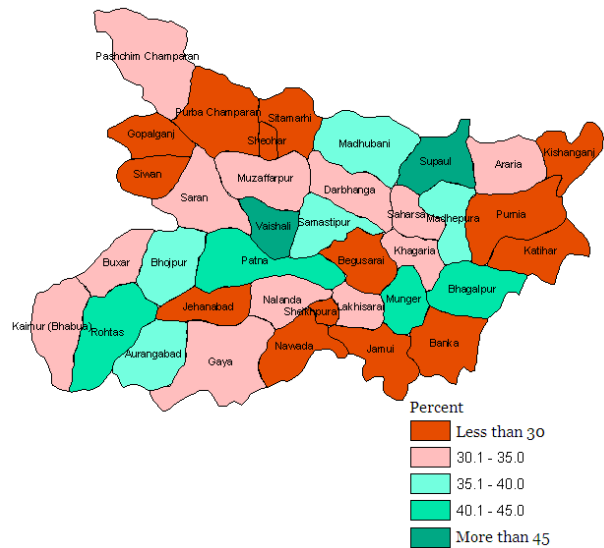 Pashchim Champaran
Purba Champaran
Sitamarhi
Gopalganj
Sheohar
Madhubani
Supaul
Araria
Kishanganj
Siwan
Muzaffarpur
Darbhanga
Saran
Saharsa
Madhepura
Purnia
Vaishali
Samastipur
Khagaria
Katihar
Buxar
Bhojpur
Patna
Begusarai
Bhagalpur
Munger
Nalanda
Jehanabad
Sheikhpura
Lakhisarai
Kaimur (Bhabua)
Rohtas
Aurangabad
Gaya
Nawada
Jamui
Banka
Percent
Less than 30
30.1 - 35.0
35.1 - 40.0
40.1 - 45.0
More than 45